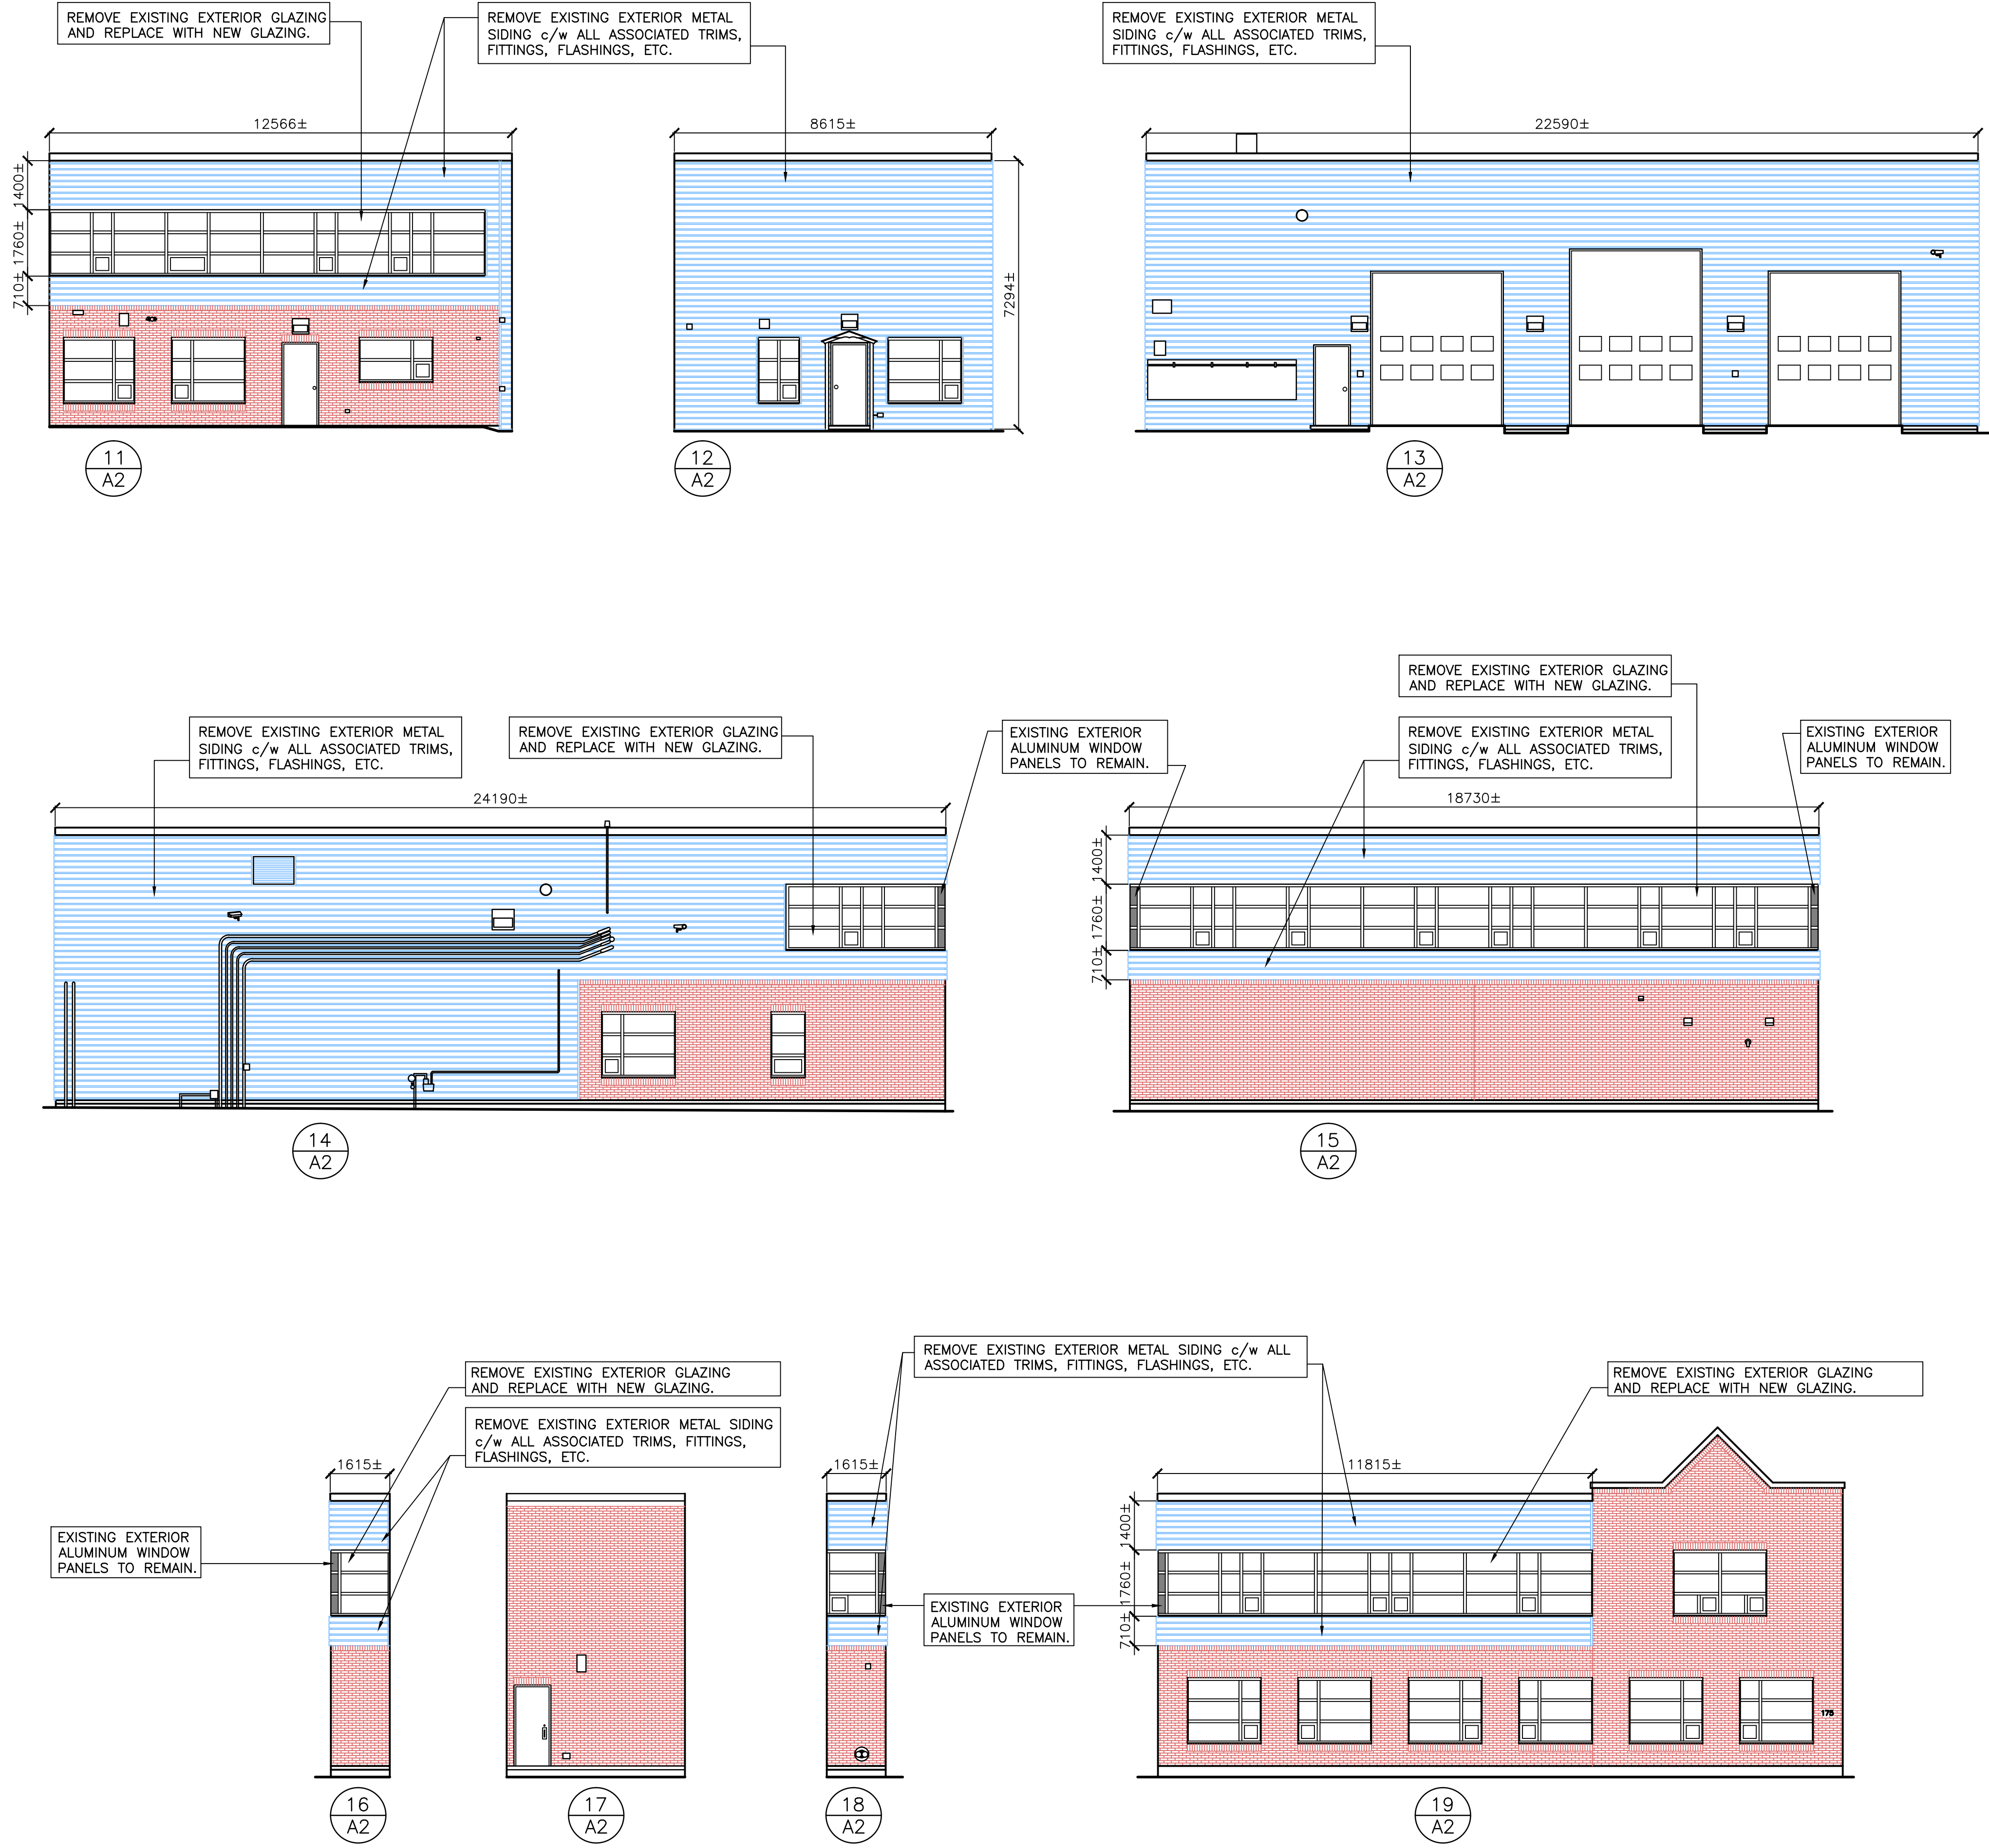 REMOVE EXISTING EXTERIOR GLAZING
AND REPLACE WITH NEW GLAZING.
REMOVE EXISTING EXTERIOR METAL
SIDING c/w ALL ASSOCIATED TRIMS,
FITTINGS, FLASHINGS, ETC.
REMOVE EXISTING EXTERIOR METAL
SIDING c/w ALL ASSOCIATED TRIMS,
FITTINGS, FLASHINGS, ETC.
12566±
8615±
22590±
1400±
1760±
710±
7294±
11
A2
12
A2
13
A2
REMOVE EXISTING EXTERIOR GLAZING
AND REPLACE WITH NEW GLAZING.
REMOVE EXISTING EXTERIOR METAL
SIDING c/w ALL ASSOCIATED TRIMS,
FITTINGS, FLASHINGS, ETC.
REMOVE EXISTING EXTERIOR GLAZING
AND REPLACE WITH NEW GLAZING.
EXISTING EXTERIOR
ALUMINUM WINDOW
PANELS TO REMAIN.
REMOVE EXISTING EXTERIOR METAL
SIDING c/w ALL ASSOCIATED TRIMS,
FITTINGS, FLASHINGS, ETC.
EXISTING EXTERIOR
ALUMINUM WINDOW
PANELS TO REMAIN.
24190±
18730±
1400±
1760±
710±
14
A2
15
A2
REMOVE EXISTING EXTERIOR METAL SIDING c/w ALL
ASSOCIATED TRIMS, FITTINGS, FLASHINGS, ETC.
REMOVE EXISTING EXTERIOR GLAZING
AND REPLACE WITH NEW GLAZING.
REMOVE EXISTING EXTERIOR GLAZING
AND REPLACE WITH NEW GLAZING.
REMOVE EXISTING EXTERIOR METAL SIDING
c/w ALL ASSOCIATED TRIMS, FITTINGS,
FLASHINGS, ETC.
1615±
1615±
11815±
EXISTING EXTERIOR
ALUMINUM WINDOW
PANELS TO REMAIN.
1400±
1760±
710±
EXISTING EXTERIOR
ALUMINUM WINDOW
PANELS TO REMAIN.
175
16
A2
17
A2
18
A2
19
A2